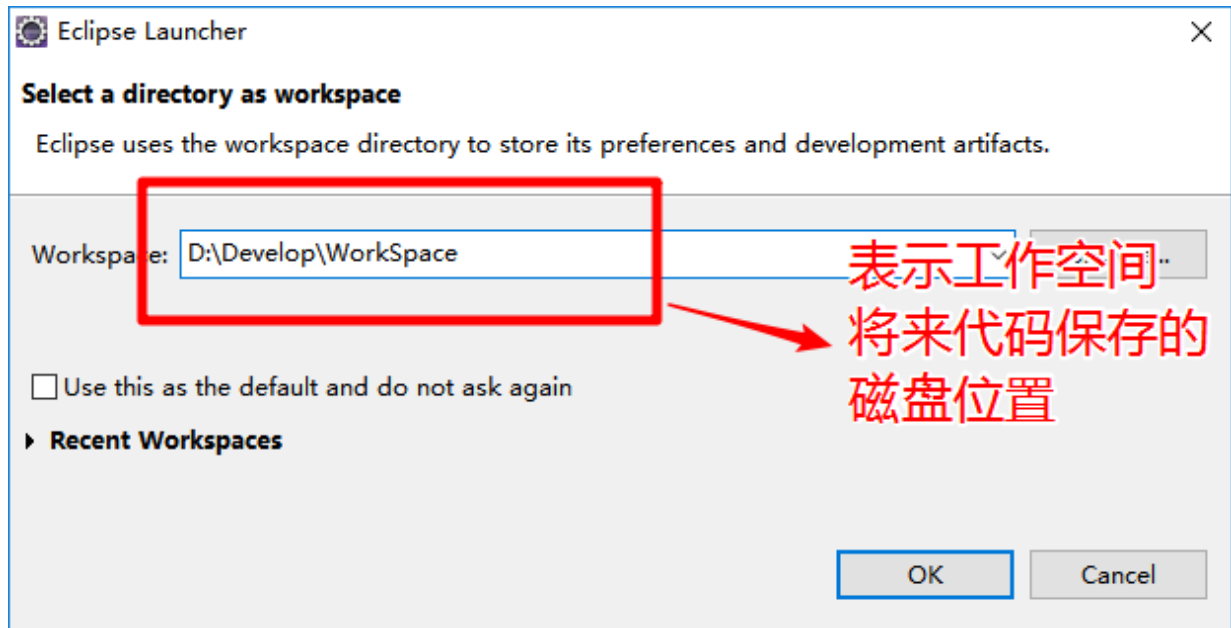 Eclipse Launcher
Select a directory as workspace
Eclipse uses the workspace directory to store its preferences and development artifacts.
Workspace: D:\Develop\WorkSpace
表示工作空间
将来代码保存的
磁盘位置
Use this as the default and do not ask again
Recent Workspaces
OK
Cancel